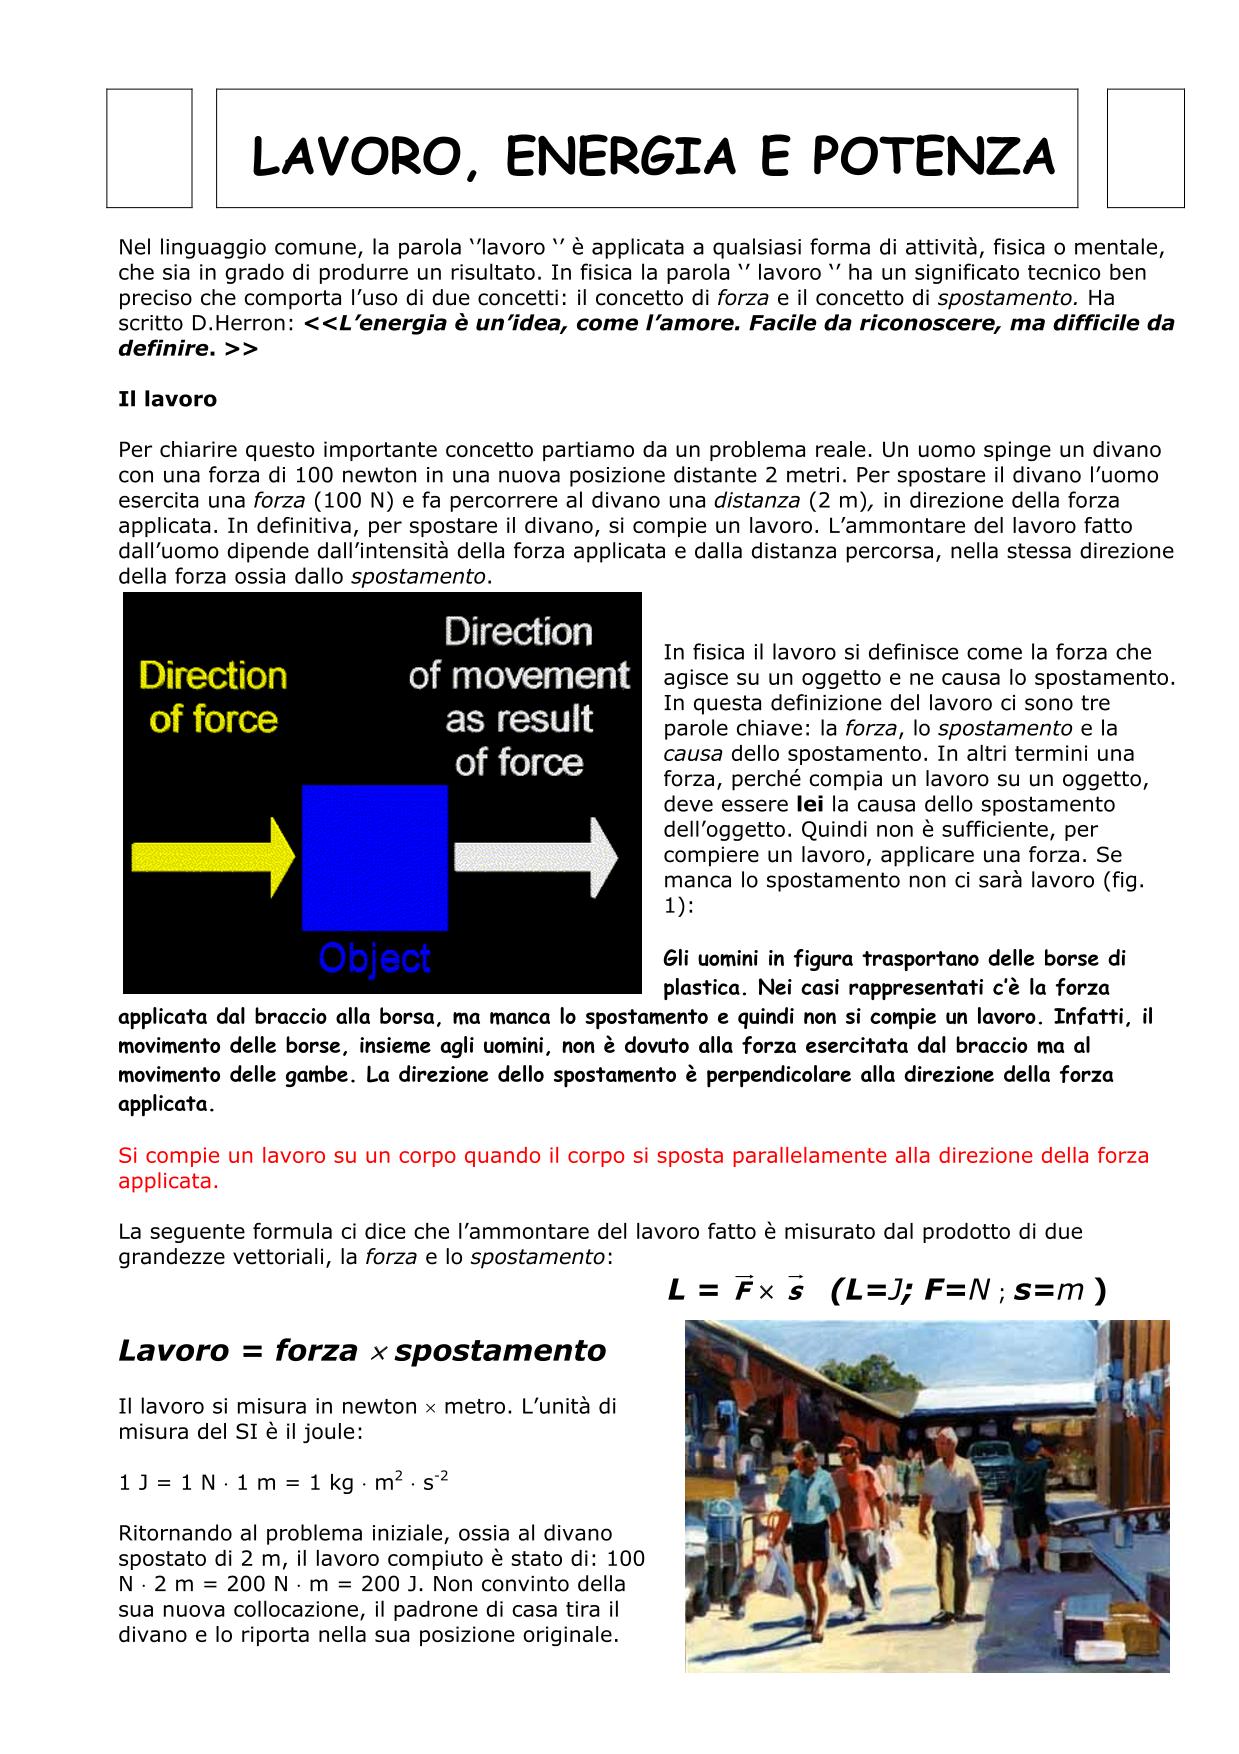 LAVORO, ENERGIA E POTENZA
Nel linguaggio comune, la parola ‘’lavoro ‘’ è applicata a qualsiasi forma di attività, fisica o mentale,
che sia in grado di produrre un risultato. In fisica la parola ‘’ lavoro ‘’ ha un significato tecnico ben
preciso che comporta l’uso di due concetti: il concetto di forza e il concetto di spostamento. Ha
scritto D.Herron: <<L’energia è un’idea, come l’amore. Facile da riconoscere, ma difficile da
definire. >>
Il lavoro
Per chiarire questo importante concetto partiamo da un problema reale. Un uomo spinge un divano
con una forza di 100 newton in una nuova posizione distante 2 metri. Per spostare il divano l’uomo
esercita una forza (100 N) e fa percorrere al divano una distanza (2 m), in direzione della forza
applicata. In definitiva, per spostare il divano, si compie un lavoro. L’ammontare del lavoro fatto
dall’uomo dipende dall’intensità della forza applicata e dalla distanza percorsa, nella stessa direzione
della forza ossia dallo spostamento.
Direction
of force
Direction
of movement
as result
of force
Object
In fisica il lavoro si definisce come la forza che
agisce su un oggetto e ne causa lo spostamento.
In questa definizione del lavoro ci sono tre
parole chiave: la forza, lo spostamento e la
causa dello spostamento. In altri termini una
forza, perché compia un lavoro su un oggetto,
deve essere lei la causa dello spostamento
dell’oggetto. Quindi non è sufficiente, per
compiere un lavoro, applicare una forza. Se
manca lo spostamento non ci sarà lavoro (fig.
1):
Gli uomini in figura trasportano delle borse di
plastica. Nei casi rappresentati c’è la forza
applicata dal braccio alla borsa, ma manca lo spostamento e quindi non si compie un lavoro. Infatti, il
movimento delle borse, insieme agli uomini, non è dovuto alla forza esercitata dal braccio ma al
movimento delle gambe. La direzione dello spostamento è perpendicolare alla direzione della forza
applicata.
Si compie un lavoro su un corpo quando il corpo si sposta parallelamente alla direzione della forza
applicata.
La seguente formula ci dice che l’ammontare del lavoro fatto è misurato dal prodotto di due
grandezze vettoriali, la forza e lo spostamento:
L = F⃗ × s⃗ (L=J; F=N ; s=m )
Lavoro = forza × spostamento
Il lavoro si misura in newton × metro. L’unità di
misura del SI è il joule:
1 J = 1 N · 1 m = 1 kg · m² · s⁻²
Ritornando al problema iniziale, ossia al divano
spostato di 2 m, il lavoro compiuto è stato di: 100
N · 2 m = 200 N · m = 200 J. Non convinto della
sua nuova collocazione, il padrone di casa tira il
divano e lo riporta nella sua posizione originale.